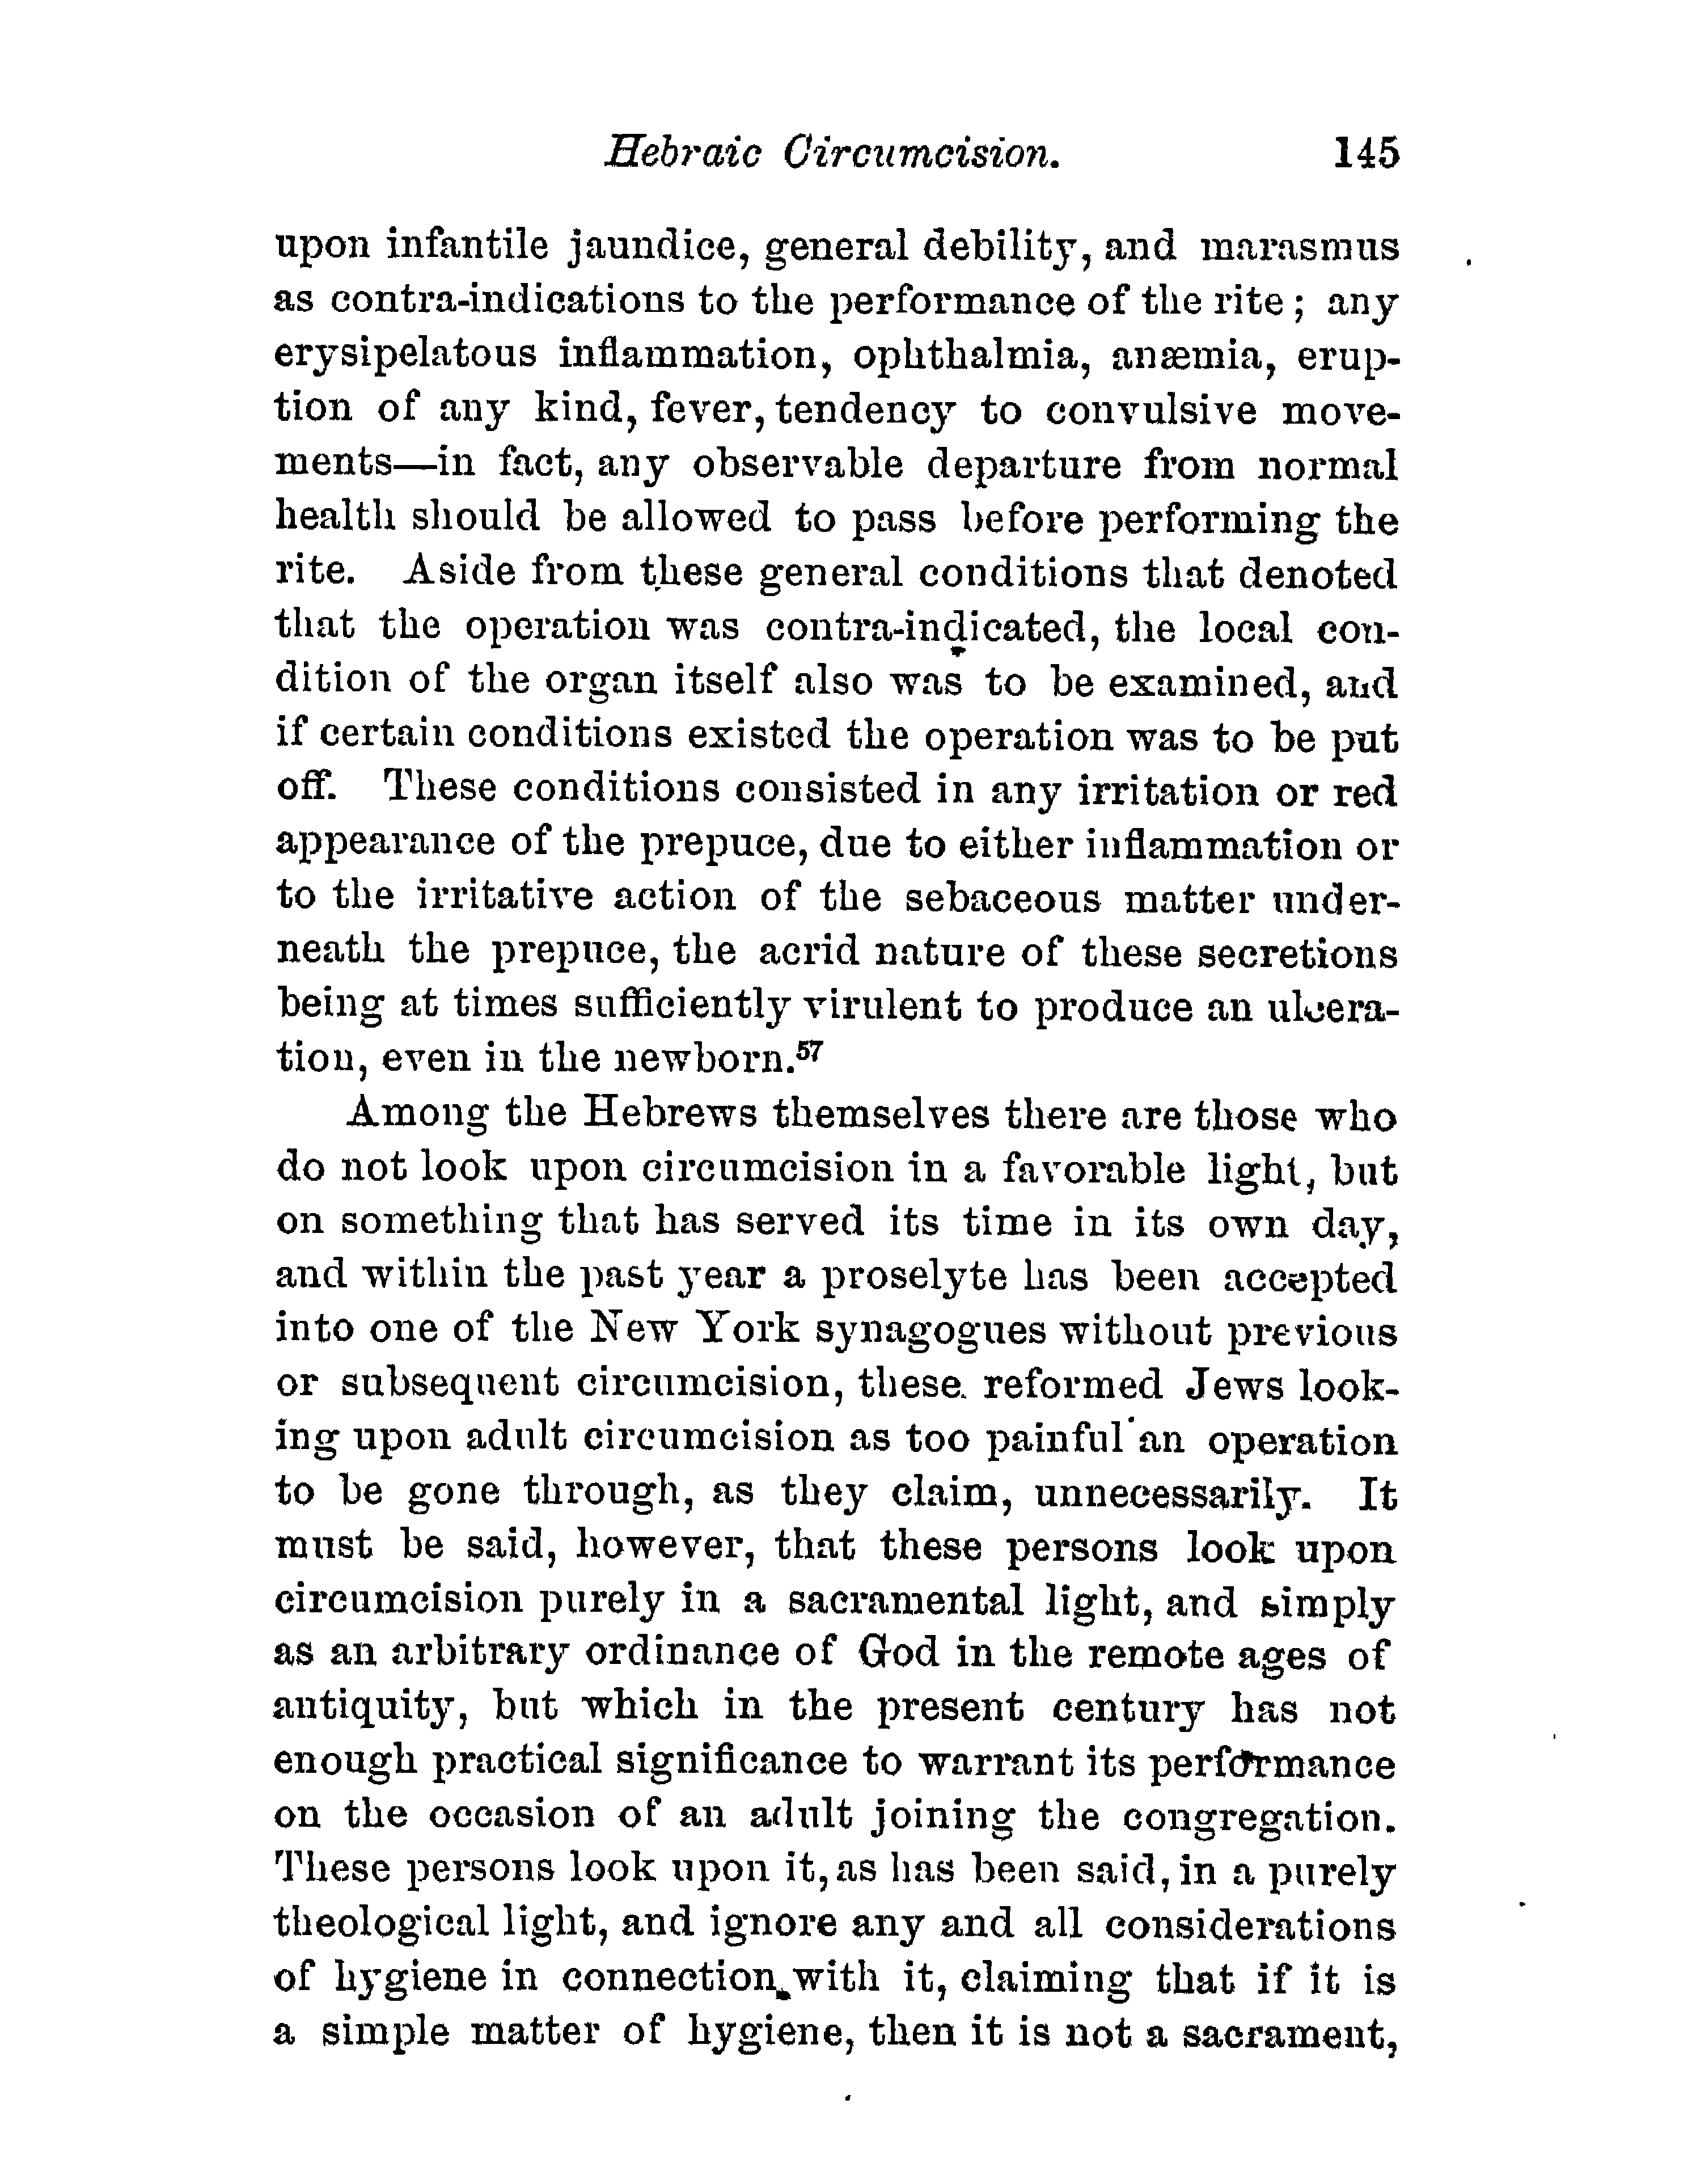 Hebraic Circumcision. 145
upon infantile jaundice, general debility, and marasmus
as contra-indications to the performance of the rite; any
erysipelatous inflammation, ophthalmia, anæmia, erup-
tion of any kind, fever, tendency to convulsive move-
ments—in fact, any observable departure from normal
health should be allowed to pass before performing the
rite. Aside from these general conditions that denoted
that the operation was contra-indicated, the local con-
dition of the organ itself also was to be examined, and
if certain conditions existed the operation was to be put
off. These conditions consisted in any irritation or red
appearance of the prepuce, due to either inflammation or
to the irritative action of the sebaceous matter under-
neath the prepuce, the acrid nature of these secretions
being at times sufficiently virulent to produce an ulcera-
tion, even in the newborn.⁵⁷
Among the Hebrews themselves there are those who
do not look upon circumcision in a favorable light, but
on something that has served its time in its own day,
and within the past year a proselyte has been accepted
into one of the New York synagogues without previous
or subsequent circumcision, these reformed Jews look-
ing upon adult circumcision as too painful an operation
to be gone through, as they claim, unnecessarily. It
must be said, however, that these persons look upon
circumcision purely in a sacramental light, and simply
as an arbitrary ordinance of God in the remote ages of
antiquity, but which in the present century has not
enough practical significance to warrant its performance
on the occasion of an adult joining the congregation.
These persons look upon it, as has been said, in a purely
theological light, and ignore any and all considerations
of hygiene in connection with it, claiming that if it is
a simple matter of hygiene, then it is not a sacrament,